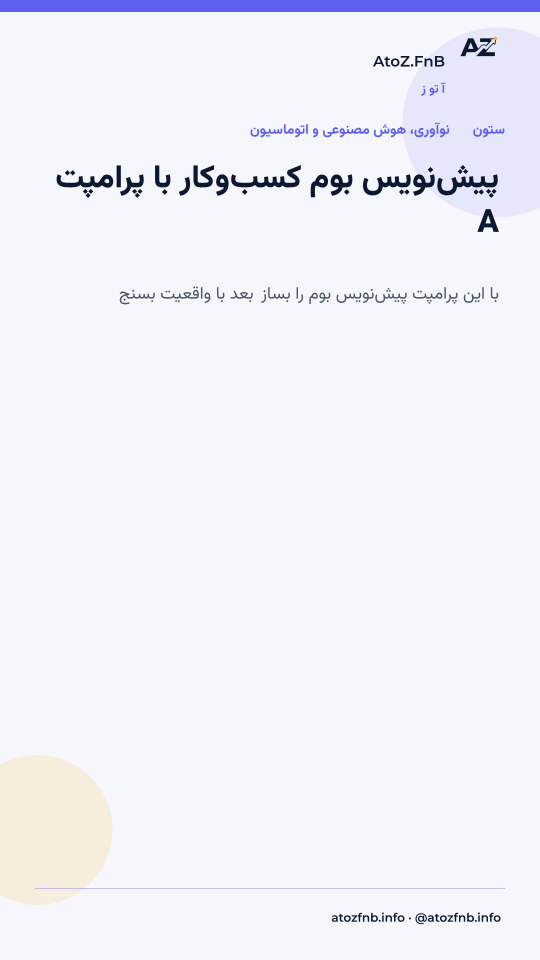 AZ
AtoZ.FnB
آ تو ز
ستون نوآوری، هوش مصنوعی و اتوماسیون
پیش‌نویس بوم کسب‌وکار با پرامپت
A
با این پرامپت پیش‌نویس بوم را بساز بعد با واقعیت بسنج
atozfnb.info · @atozfnb.info